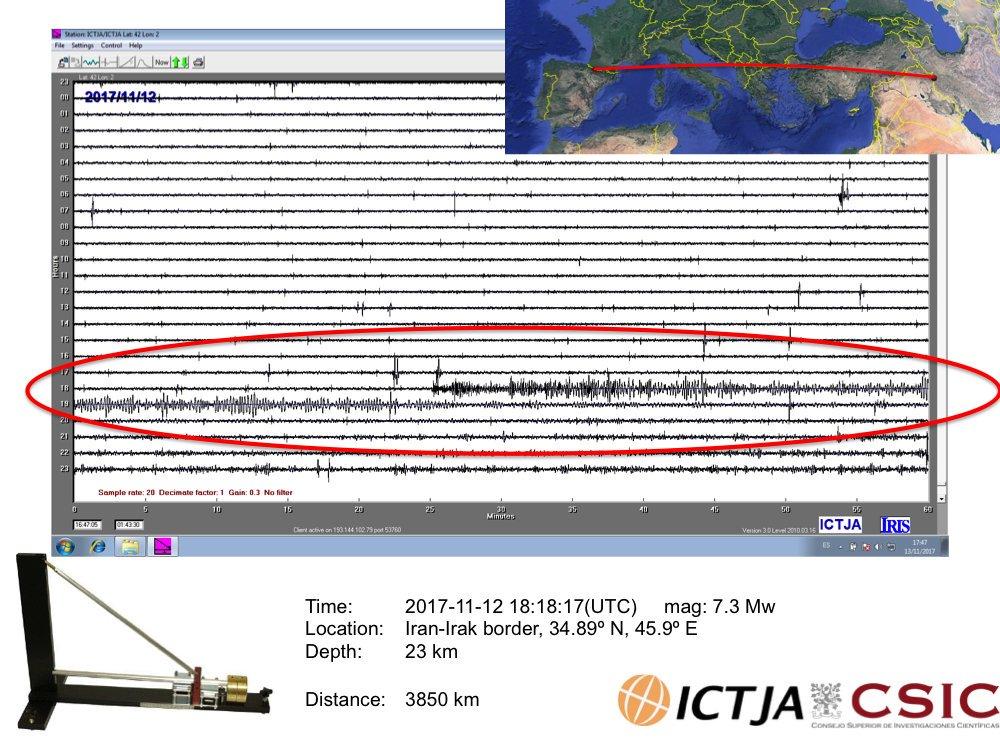 Station: ICTJA/ICTJA Lat: 42 Lon: 2
File Settings Control Help
Now
Lat: 42 Lon: 2
2017/11/12
23
00
01
02
03
04
05
06
07
08
09
10
11
12
13
14
15
16
17
18
19
20
21
22
23
Hours
Sample rate: 20 Decimate factor: 1 Gain: 0.3 No filter
0 5 10 15 20 25 30 35 40 45 50 55 60
Minutes
16:47:05 01:43:30
Client active on 193.144.102.79 port 53760
Version 3.0 Level 2010.03.16
ICTJA IRIS
ES
17:47
13/11/2017
Time: 2017-11-12 18:18:17(UTC) mag: 7.3 Mw
Location: Iran-Irak border, 34.89º N, 45.9º E
Depth: 23 km
Distance: 3850 km
ICTJA CSIC
CONSEJO SUPERIOR DE INVESTIGACIONES CIENTÍFICAS